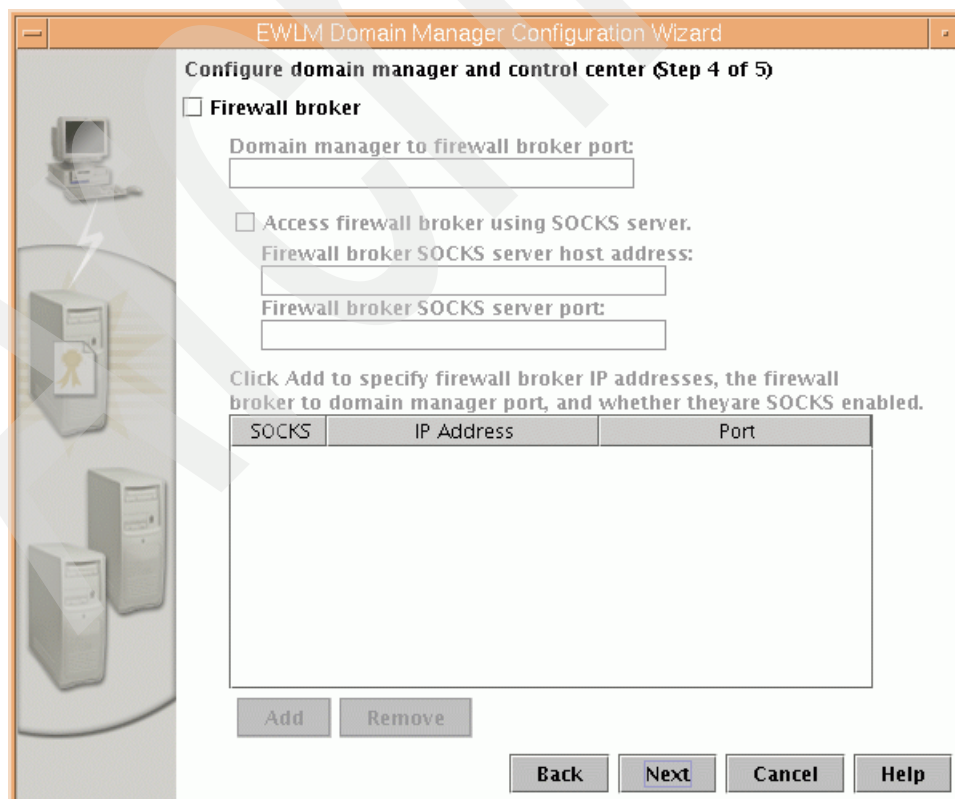 EWLM Domain Manager Configuration Wizard
Configure domain manager and control center (Step 4 of 5)
Firewall broker
Domain manager to firewall broker port:
Access firewall broker using SOCKS server.
Firewall broker SOCKS server host address:
Firewall broker SOCKS server port:
Click Add to specify firewall broker IP addresses, the firewall
broker to domain manager port, and whether theyare SOCKS enabled.
SOCKS IP Address Port
Add Remove
Back Next Cancel Help